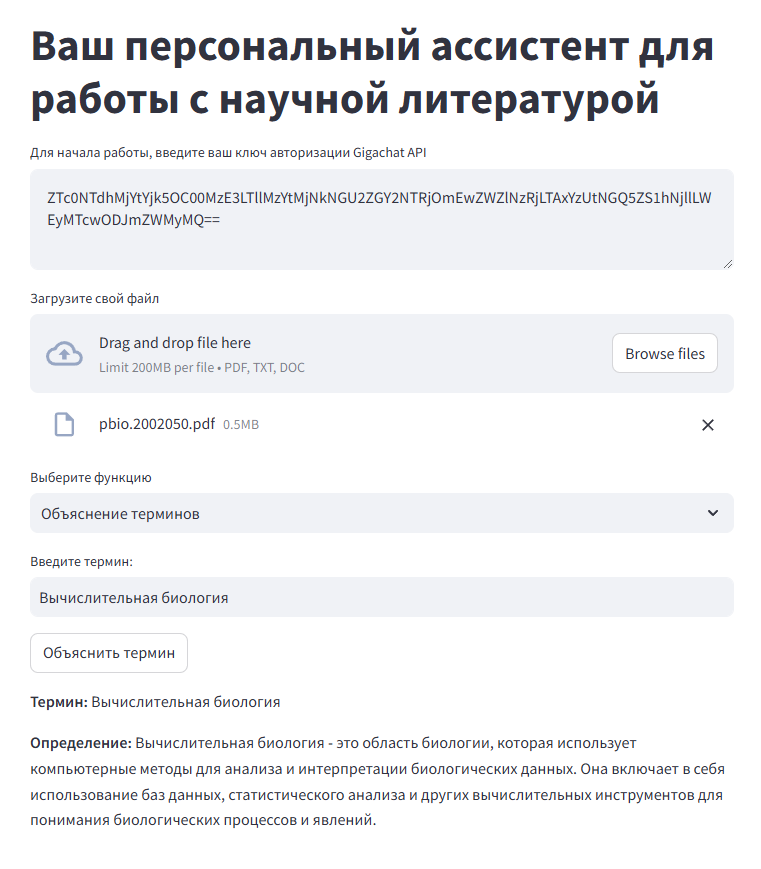 Ваш персональный ассистент для
работы с научной литературой
Для начала работы, введите ваш ключ авторизации Gigachat API
ZTc0NTdhMjYtYjk5OC00MzE3LTllMzYtMjNkNGU2ZGY2NTRjOmEwZWZlNzRjLTAxYzUtNGQ5ZS1hNjllLW
EyMTcwODJmZWMyMQ==
Загрузите свой файл
Drag and drop file here
Limit 200MB per file • PDF, TXT, DOC
Browse files
pbio.2002050.pdf 0.5MB
Выберите функцию
Объяснение терминов
Введите термин:
Вычислительная биология
Объяснить термин
Термин: Вычислительная биология
Определение: Вычислительная биология - это область биологии, которая использует
компьютерные методы для анализа и интерпретации биологических данных. Она включает в себя
использование баз данных, статистического анализа и других вычислительных инструментов для
понимания биологических процессов и явлений.